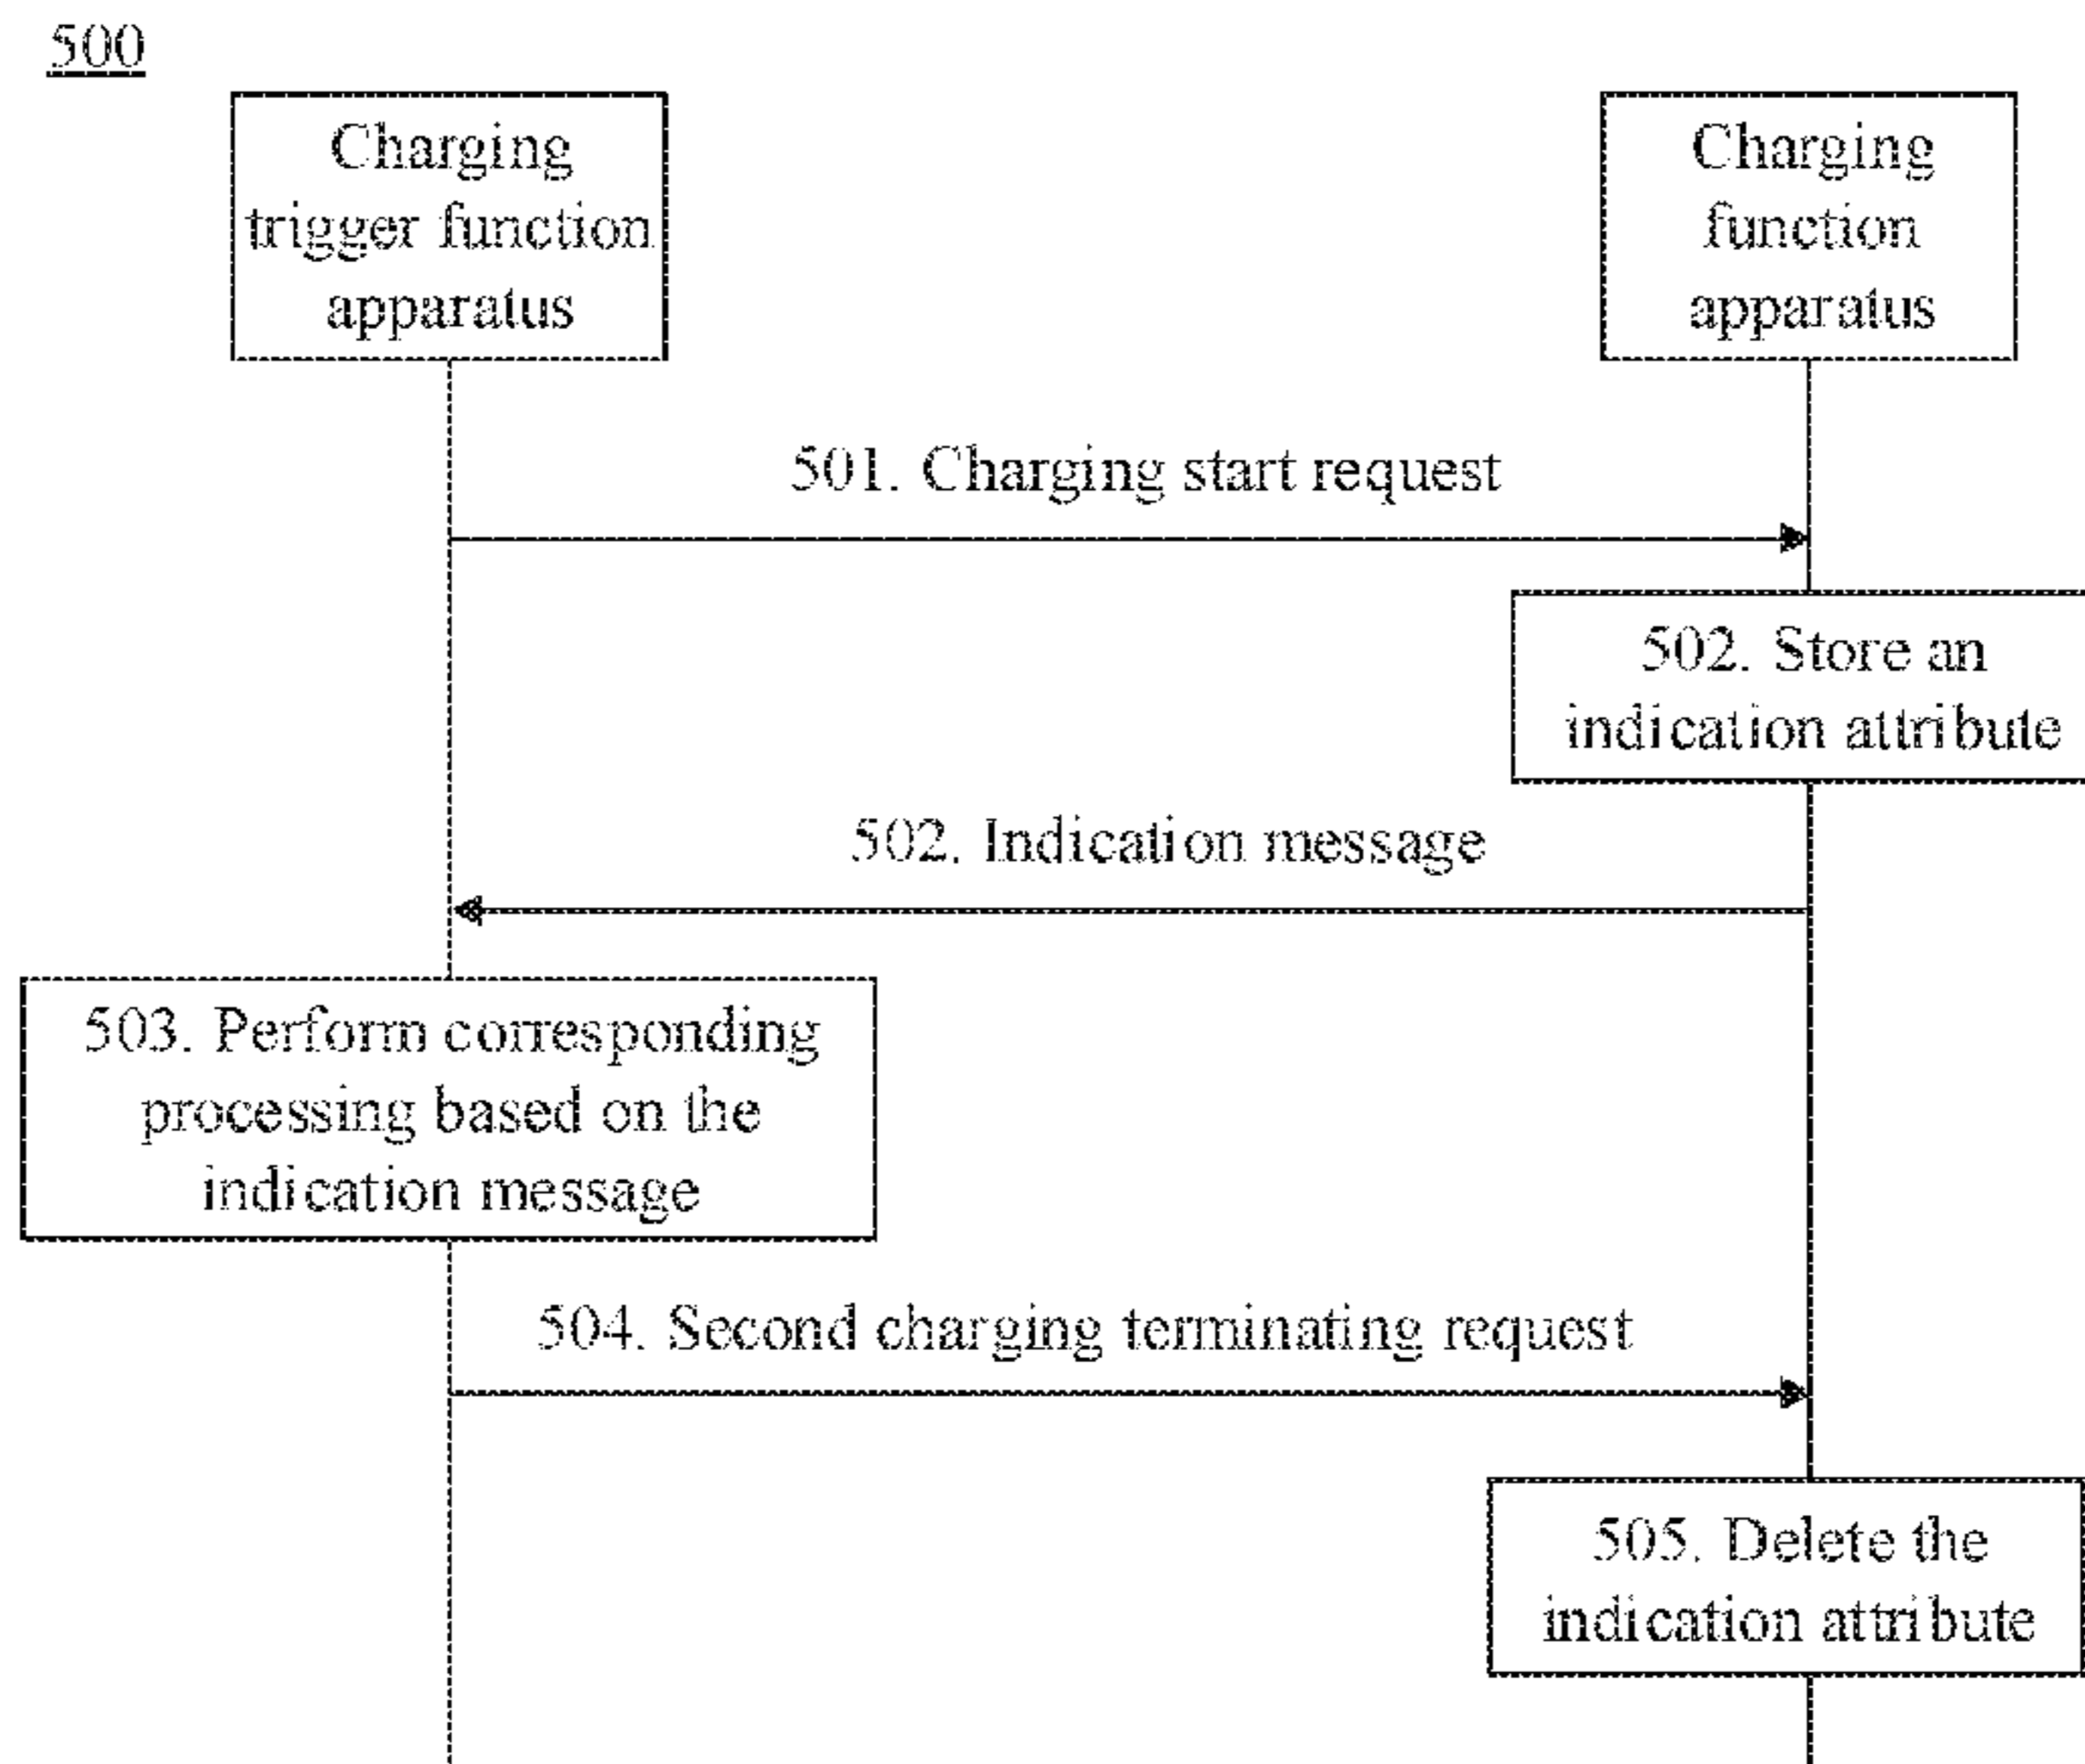 500
Charging
trigger function
apparatus
Charging
function
apparatus
501. Charging start request
502. Store an
indication attribute
502. Indication message
503. Perform corresponding
processing based on the
indication message
504. Second charging terminating request
505. Delete the
indication attribute